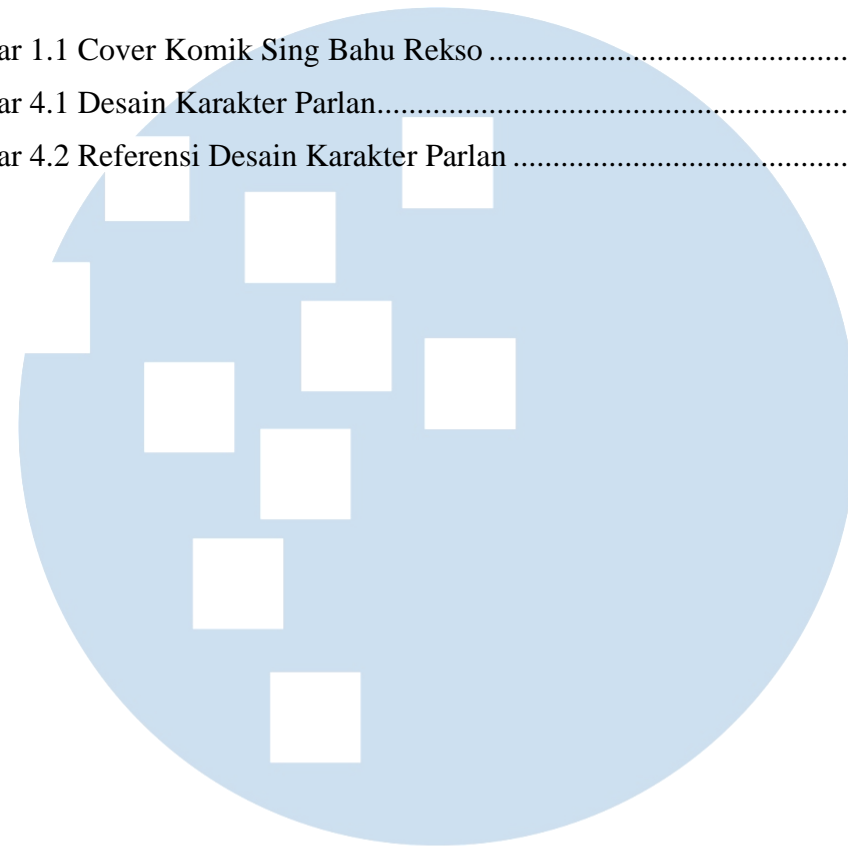 ar 1.1 Cover Komik Sing Bahu Rekso ....................................................
ar 4.1 Desain Karakter Parlan....................................................................
ar 4.2 Referensi Desain Karakter Parlan .................................................